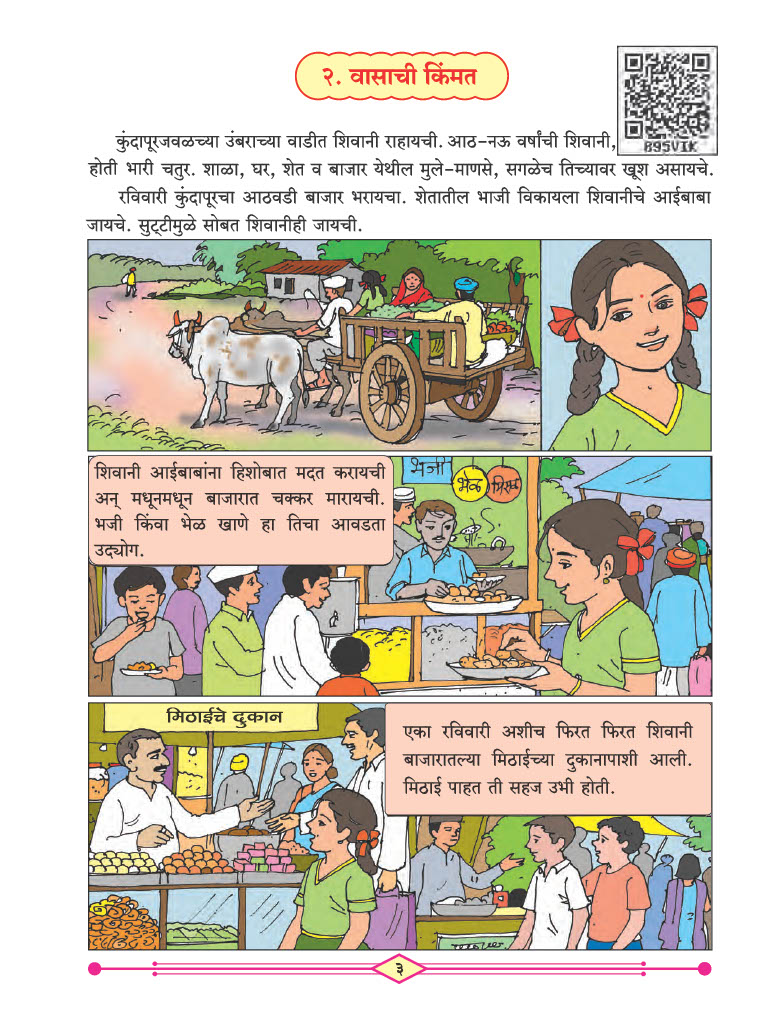 २. वासाची किंमत
B95VIK
कुंदापूरजवळच्या उंबराच्या वाडीत शिवानी राहायची. आठ-नऊ वर्षांची शिवानी,
होती भारी चतुर. शाळा, घर, शेत व बाजार येथील मुले-माणसे, सगळेच तिच्यावर खूश असायचे.
रविवारी कुंदापूरचा आठवडी बाजार भरायचा. शेतातील भाजी विकायला शिवानीचे आईबाबा
जायचे. सुट्टीमुळे सोबत शिवानीही जायची.
शिवानी आईबाबांना हिशोबात मदत करायची
अन् मधूनमधून बाजारात चक्कर मारायची.
भजी किंवा भेळ खाणे हा तिचा आवडता
उद्योग.
भजी
भेळ
मिठाईचे दुकान
एका रविवारी अशीच फिरत फिरत शिवानी
बाजारातल्या मिठाईच्या दुकानापाशी आली.
मिठाई पाहत ती सहज उभी होती.
३